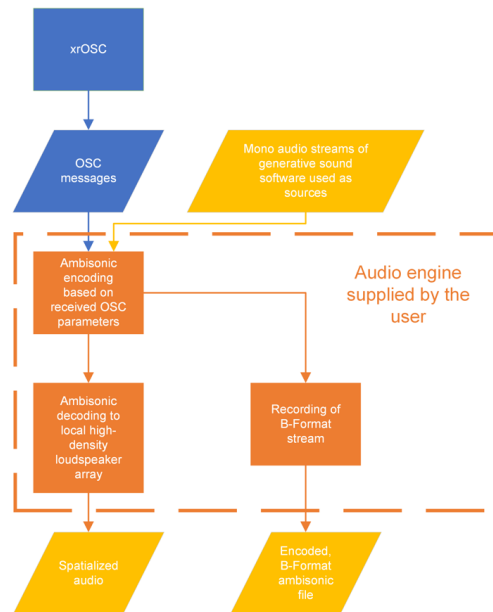 xrOSC
OSC
messages
Mono audio streams of
generative sound
software used as
sources
Ambisonic
encoding
based on
received OSC
parameters
Audio engine
supplied by the
user
Ambisonic
decoding to
local high-
density
loudspeaker
array
Recording of
B-Format
stream
Spatialized
audio
Encoded,
B-Format
ambisonic
file